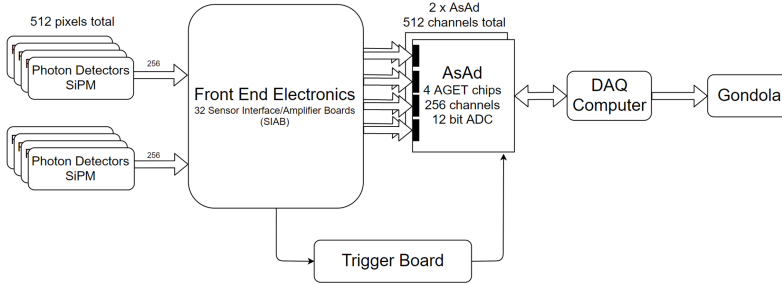 512 pixels total
2 x AsAd
512 channels total
Photon Detectors
SiPM
256
Photon Detectors
SiPM
256
Front End Electronics
32 Sensor Interface/Amplifier Boards
(SIAB)
AsAd
4 AGET chips
256 channels
12 bit ADC
DAQ
Computer
Gondola
Trigger Board